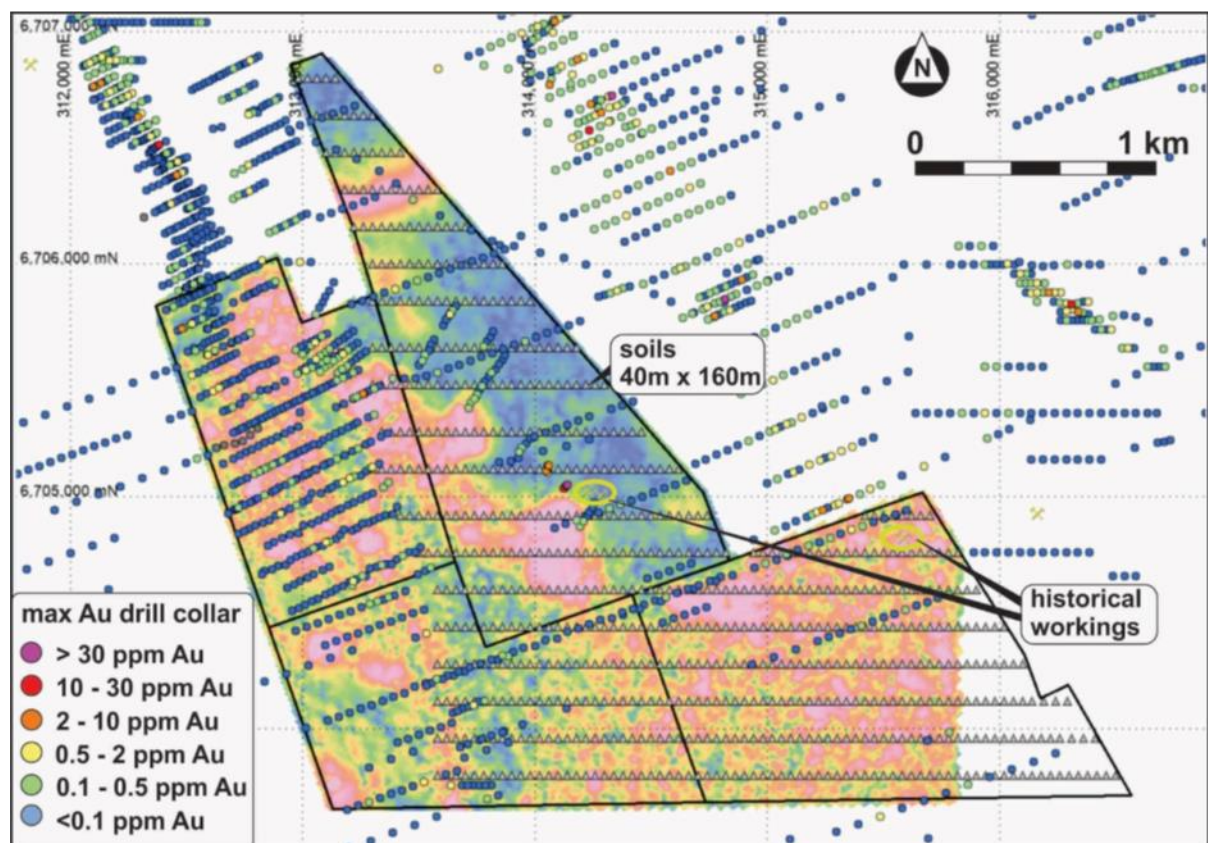 6,707,000 mN
312,000 mE
314,000 mE
315,000 mE
316,000 mE
N
0 1 km
6,706,000 mN
soils
40m x 160m
6,705,000 mN
historical
workings
max Au drill collar
> 30 ppm Au
10 - 30 ppm Au
2 - 10 ppm Au
0.5 - 2 ppm Au
0.1 - 0.5 ppm Au
<0.1 ppm Au